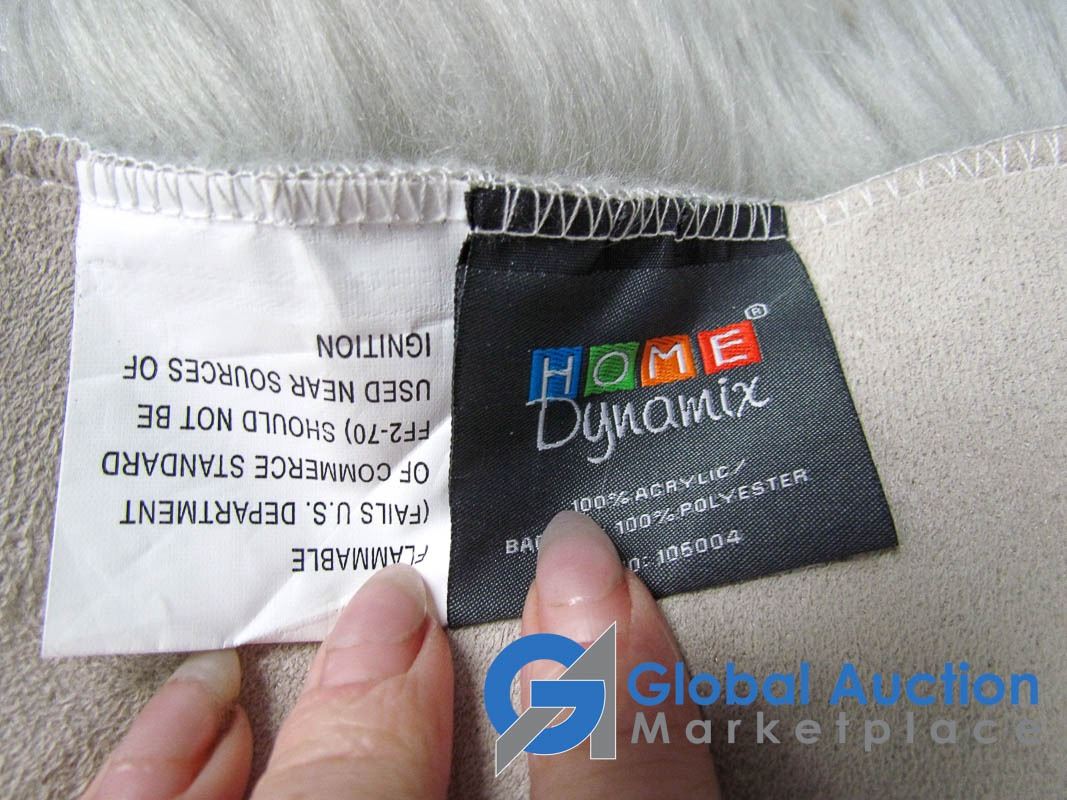 FLAMMABLE
(FAILS U.S. DEPARTMENT
OF COMMERCE STANDARD
FF2-70) SHOULD NOT BE
USED NEAR SOURCES OF
IGNITION
HOME®
Dynamix
100% ACRYLIC/
100% POLYESTER
106004
Global Auction
Marketplace